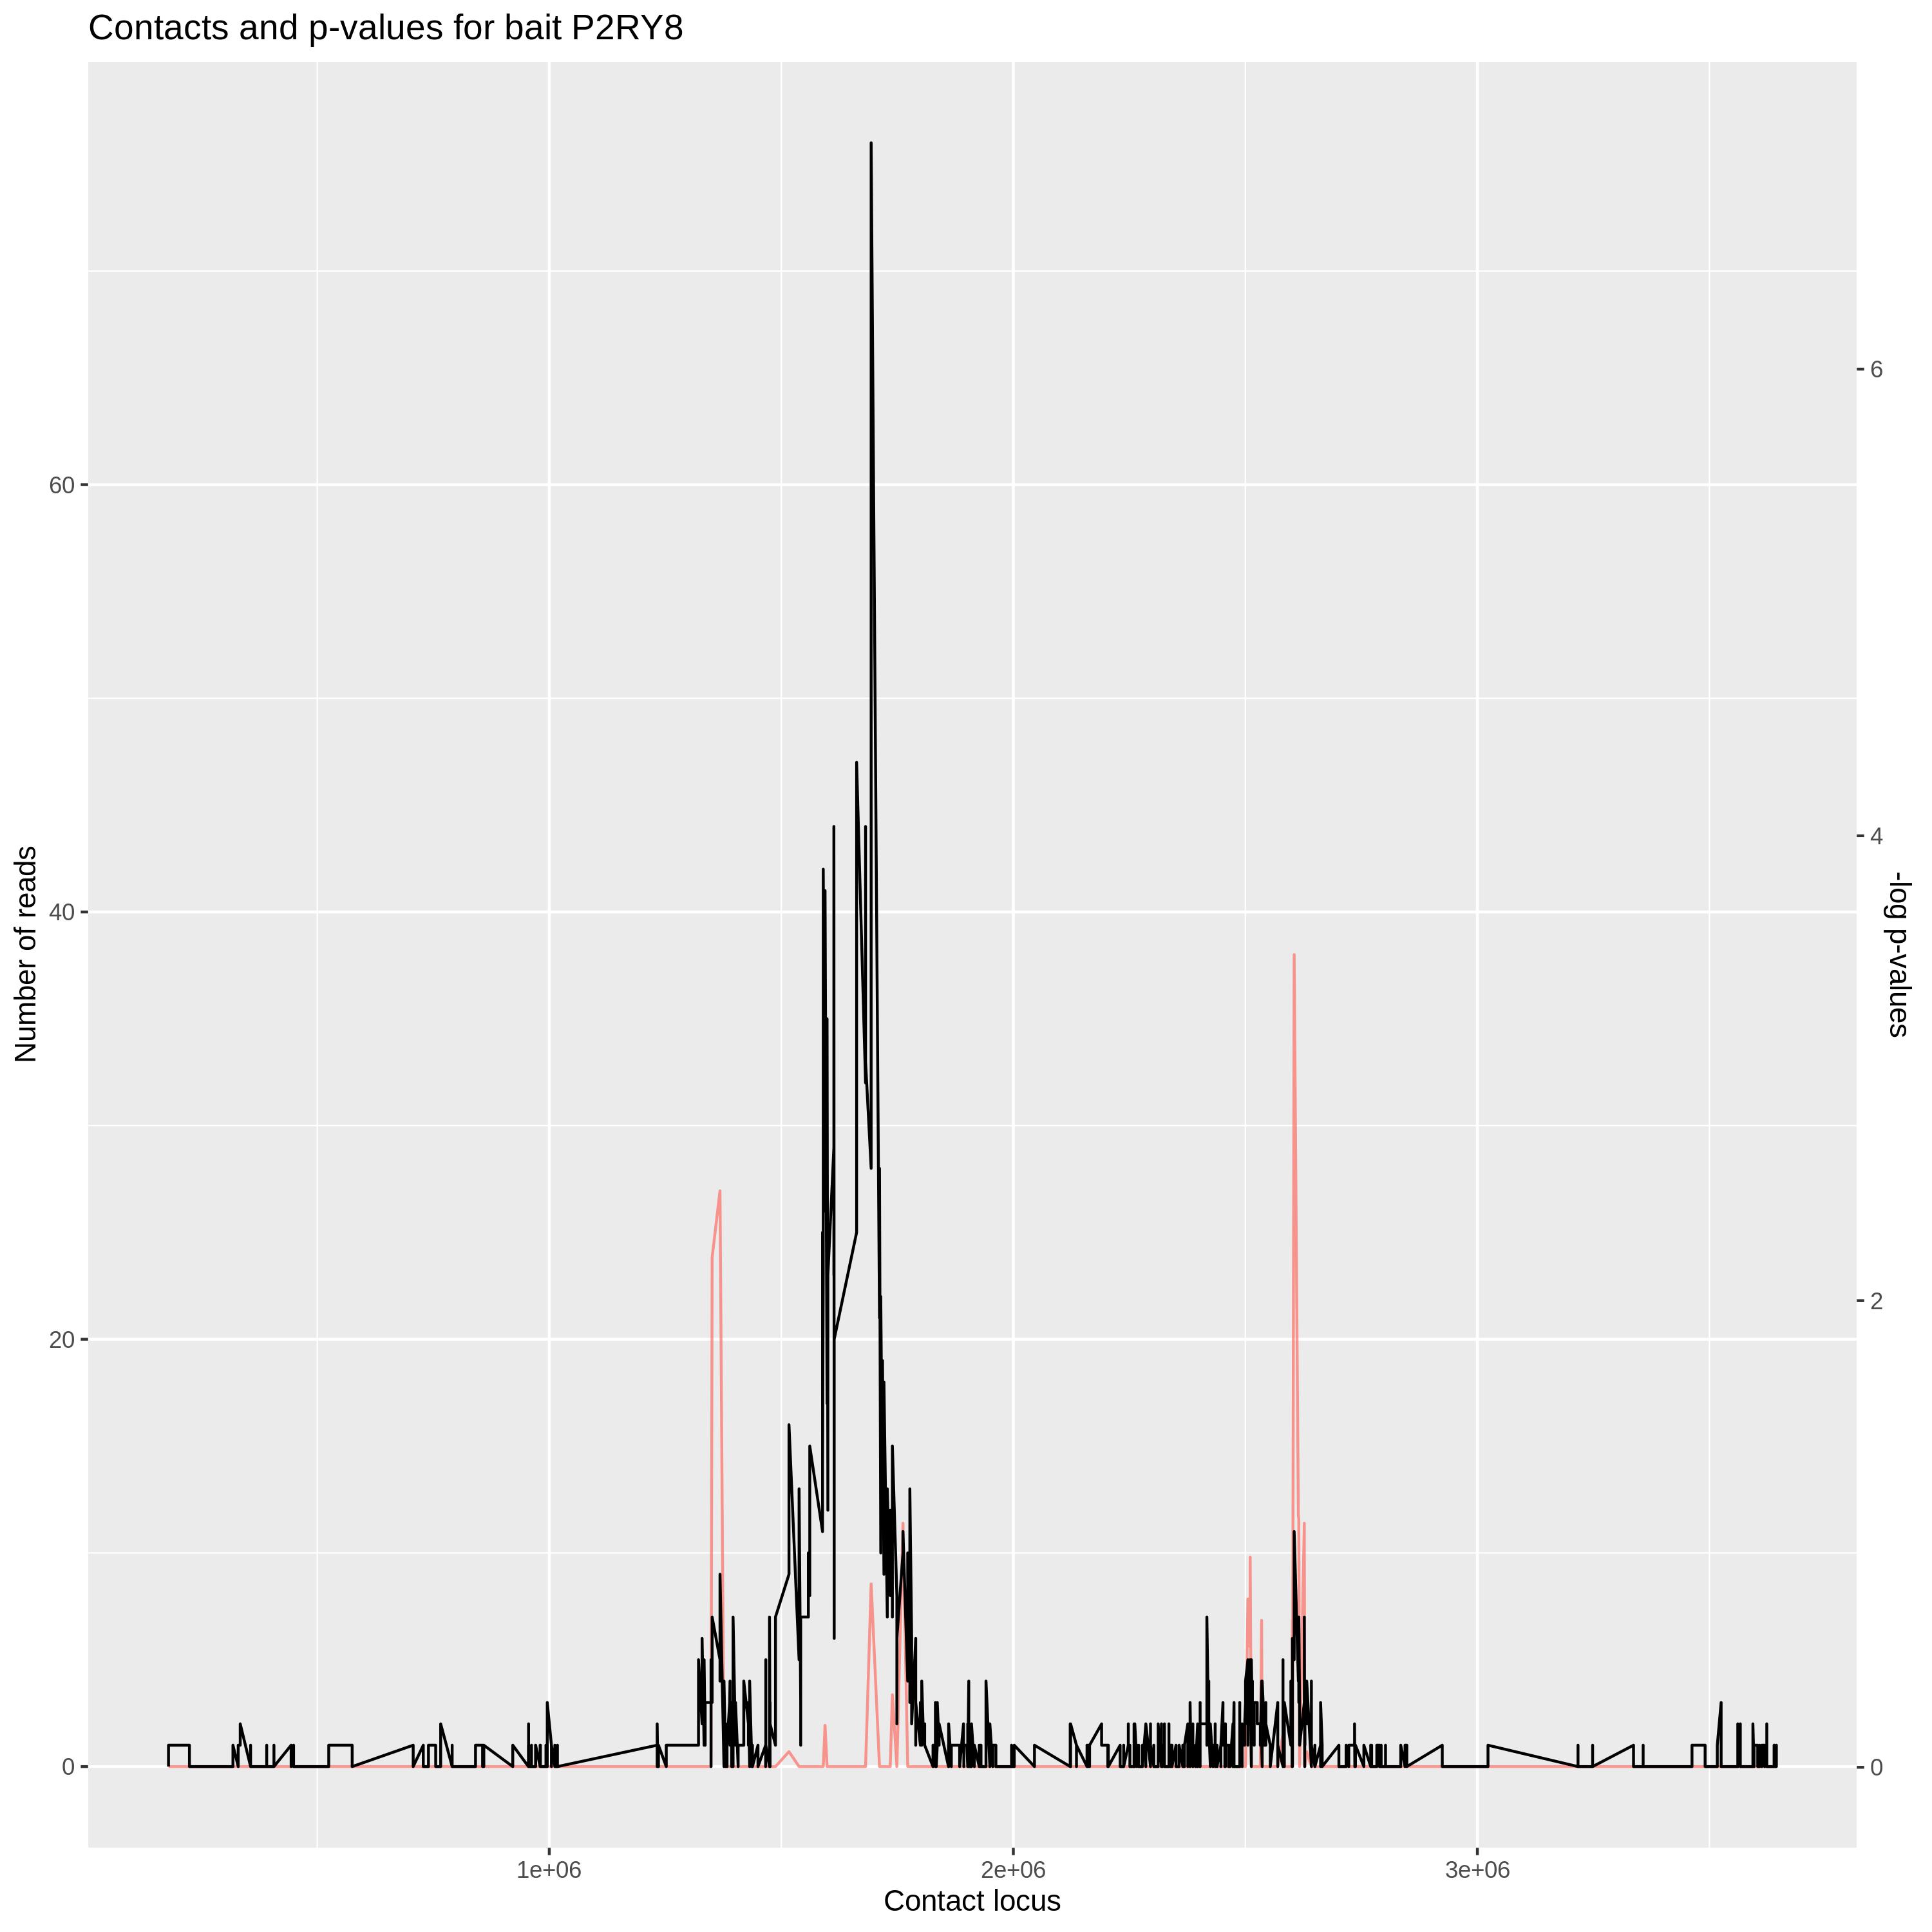 Contacts and p-values for bait P2RY8
Number of reads
60
40
20
0
6
4
2
0
-log p-values
1e+06 2e+06 3e+06
Contact locus